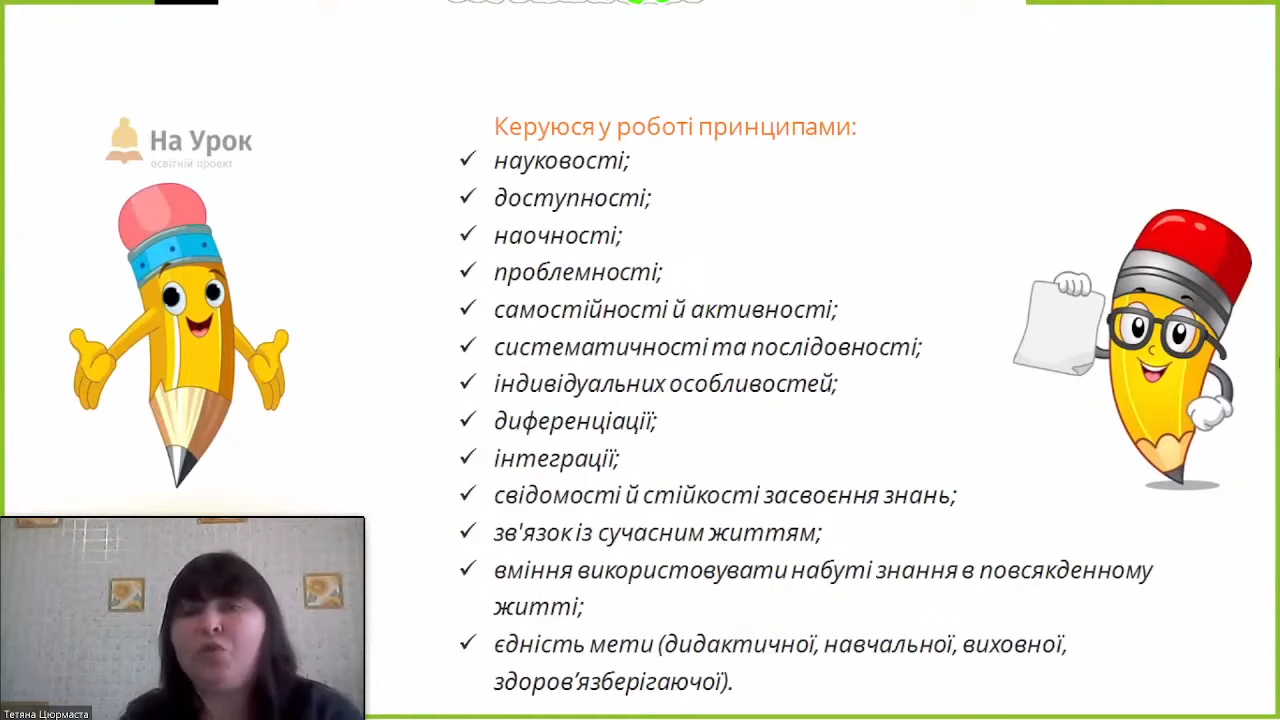 На Урок
освітній проект
Керуюся у роботі принципами:
науковості;
доступності;
наочності;
проблемності;
самостійності й активності;
систематичності та послідовності;
індивідуальних особливостей;
диференціації;
інтеграції;
свідомості й стійкості засвоєння знань;
зв'язок із сучасним життям;
вміння використовувати набуті знання в повсякденному
житті;
єдність мети (дидактичної, навчальної, виховної,
здоров’язберігаючої).
Тетяна Цюрмаста